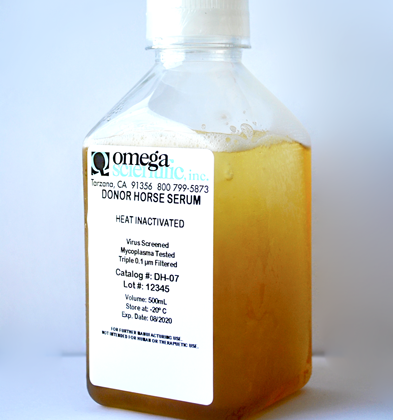 omega
scientific, inc.
Tarzana, CA 91356 800 799-5873
DONOR HORSE SERUM
HEAT INACTIVATED
Virus Screened
Mycoplasma Tested
Triple 0.1 µm Filtered
Catalog #: DH-07
Lot #: 12345
Volume: 500mL
Store at: -20º C
Exp. Date: 08/2020
FOR FURTHER MANUFACTURING USE.
NOT INTENDED FOR HUMAN OR THERAPEUTIC USE.